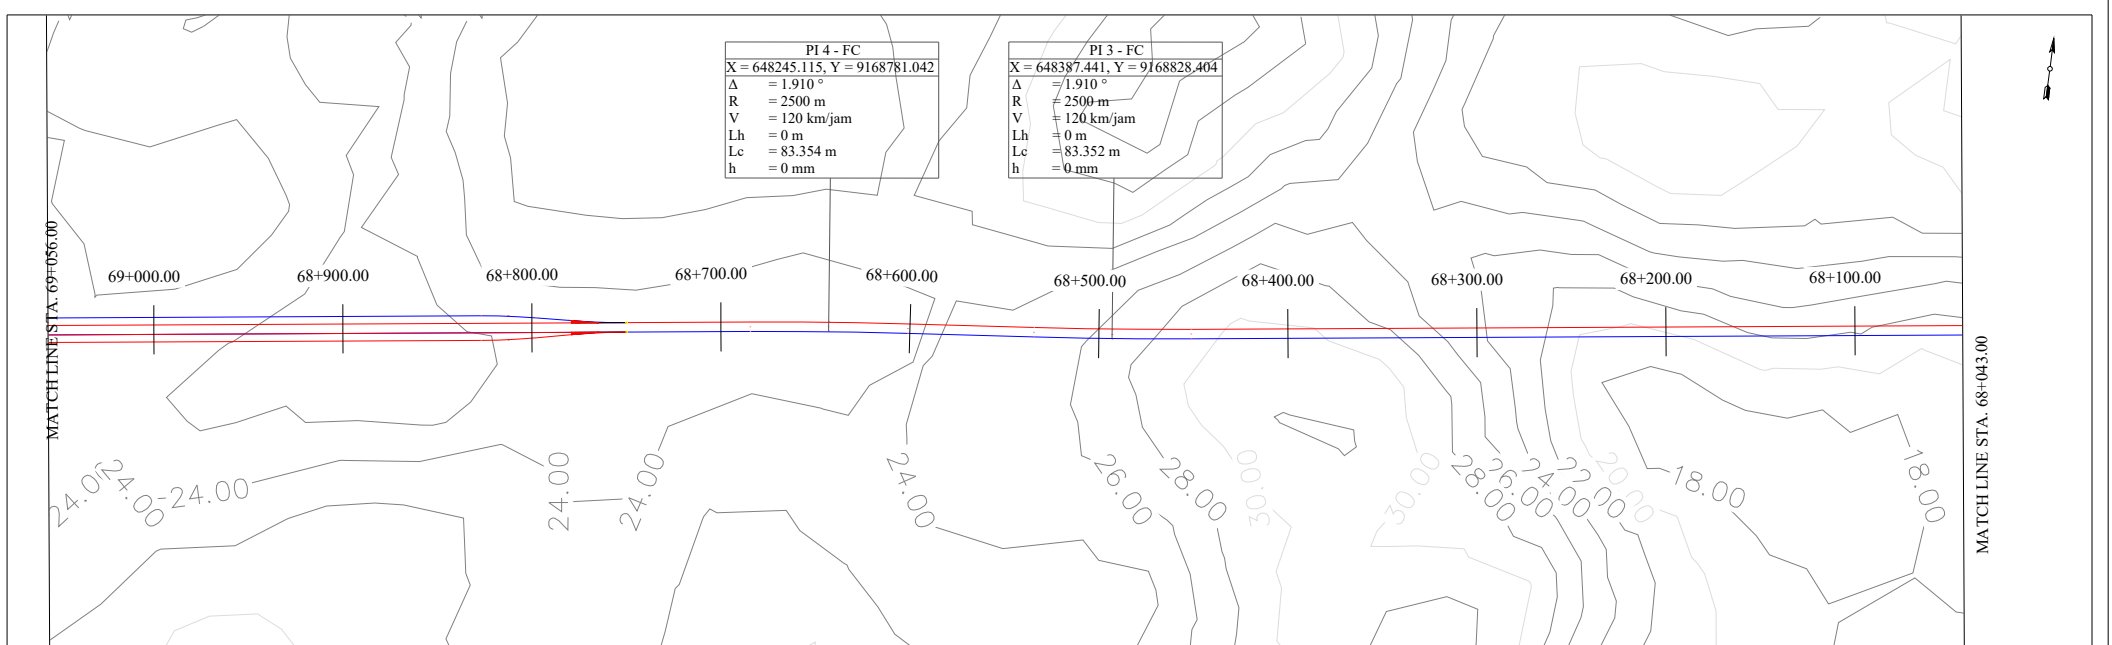 PI 4 - FC
X = 648245.115, Y = 9168781.042
Δ = 1.910 °
R = 2500 m
V = 120 km/jam
Lh = 0 m
Lc = 83.354 m
h = 0 mm
PI 3 - FC
X = 648387.441, Y = 9168828.404
Δ = 1.910 °
R = 2500 m
V = 120 km/jam
Lh = 0 m
Lc = 83.352 m
h = 0 mm
MATCH LINE STA. 69+056.00
69+000.00
68+900.00
68+800.00
68+700.00
68+600.00
68+500.00
68+400.00
68+300.00
68+200.00
68+100.00
MATCH LINE STA. 68+043.00
24.00
24.00
24.00
24.00
24.00
24.00
26.00
28.00
30.00
30.00
28.00
26.00
24.00
22.00
20.00
18.00
18.00